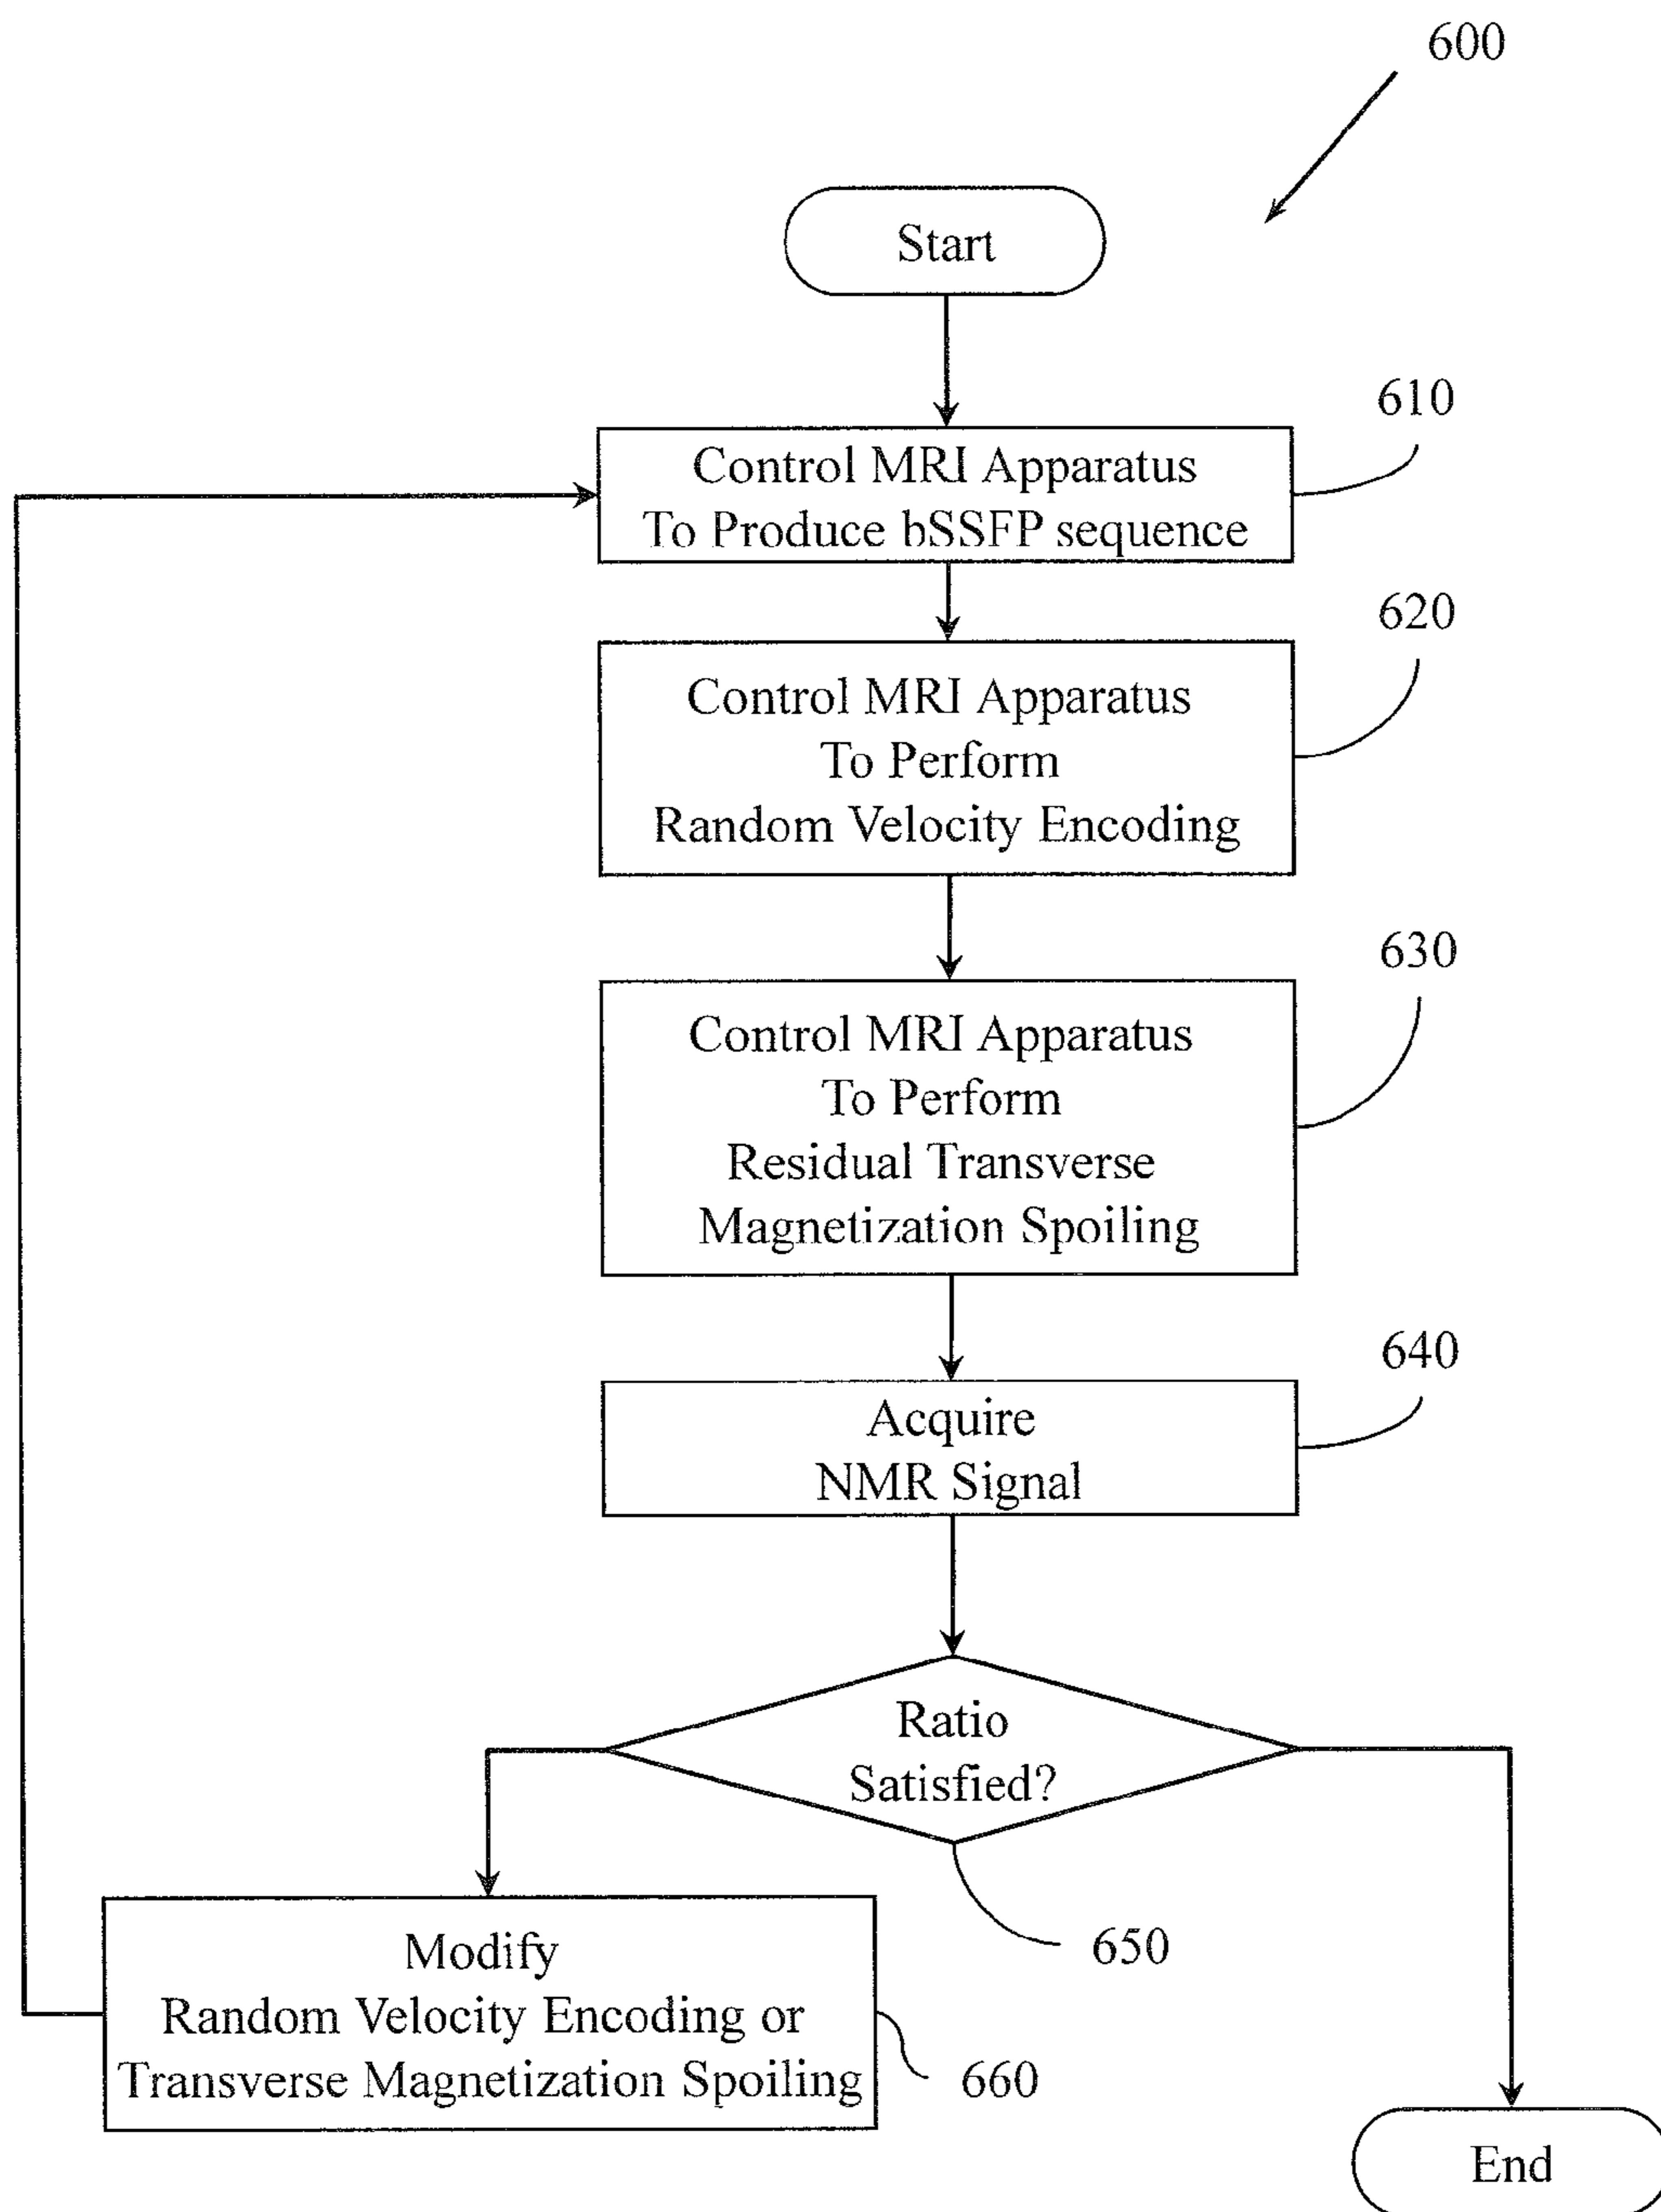 600
Start
610
Control MRI Apparatus
To Produce bSSFP sequence
620
Control MRI Apparatus
To Perform
Random Velocity Encoding
630
Control MRI Apparatus
To Perform
Residual Transverse
Magnetization Spoiling
640
Acquire
NMR Signal
Ratio
Satisfied?
650
Modify
Random Velocity Encoding or
Transverse Magnetization Spoiling
660
End